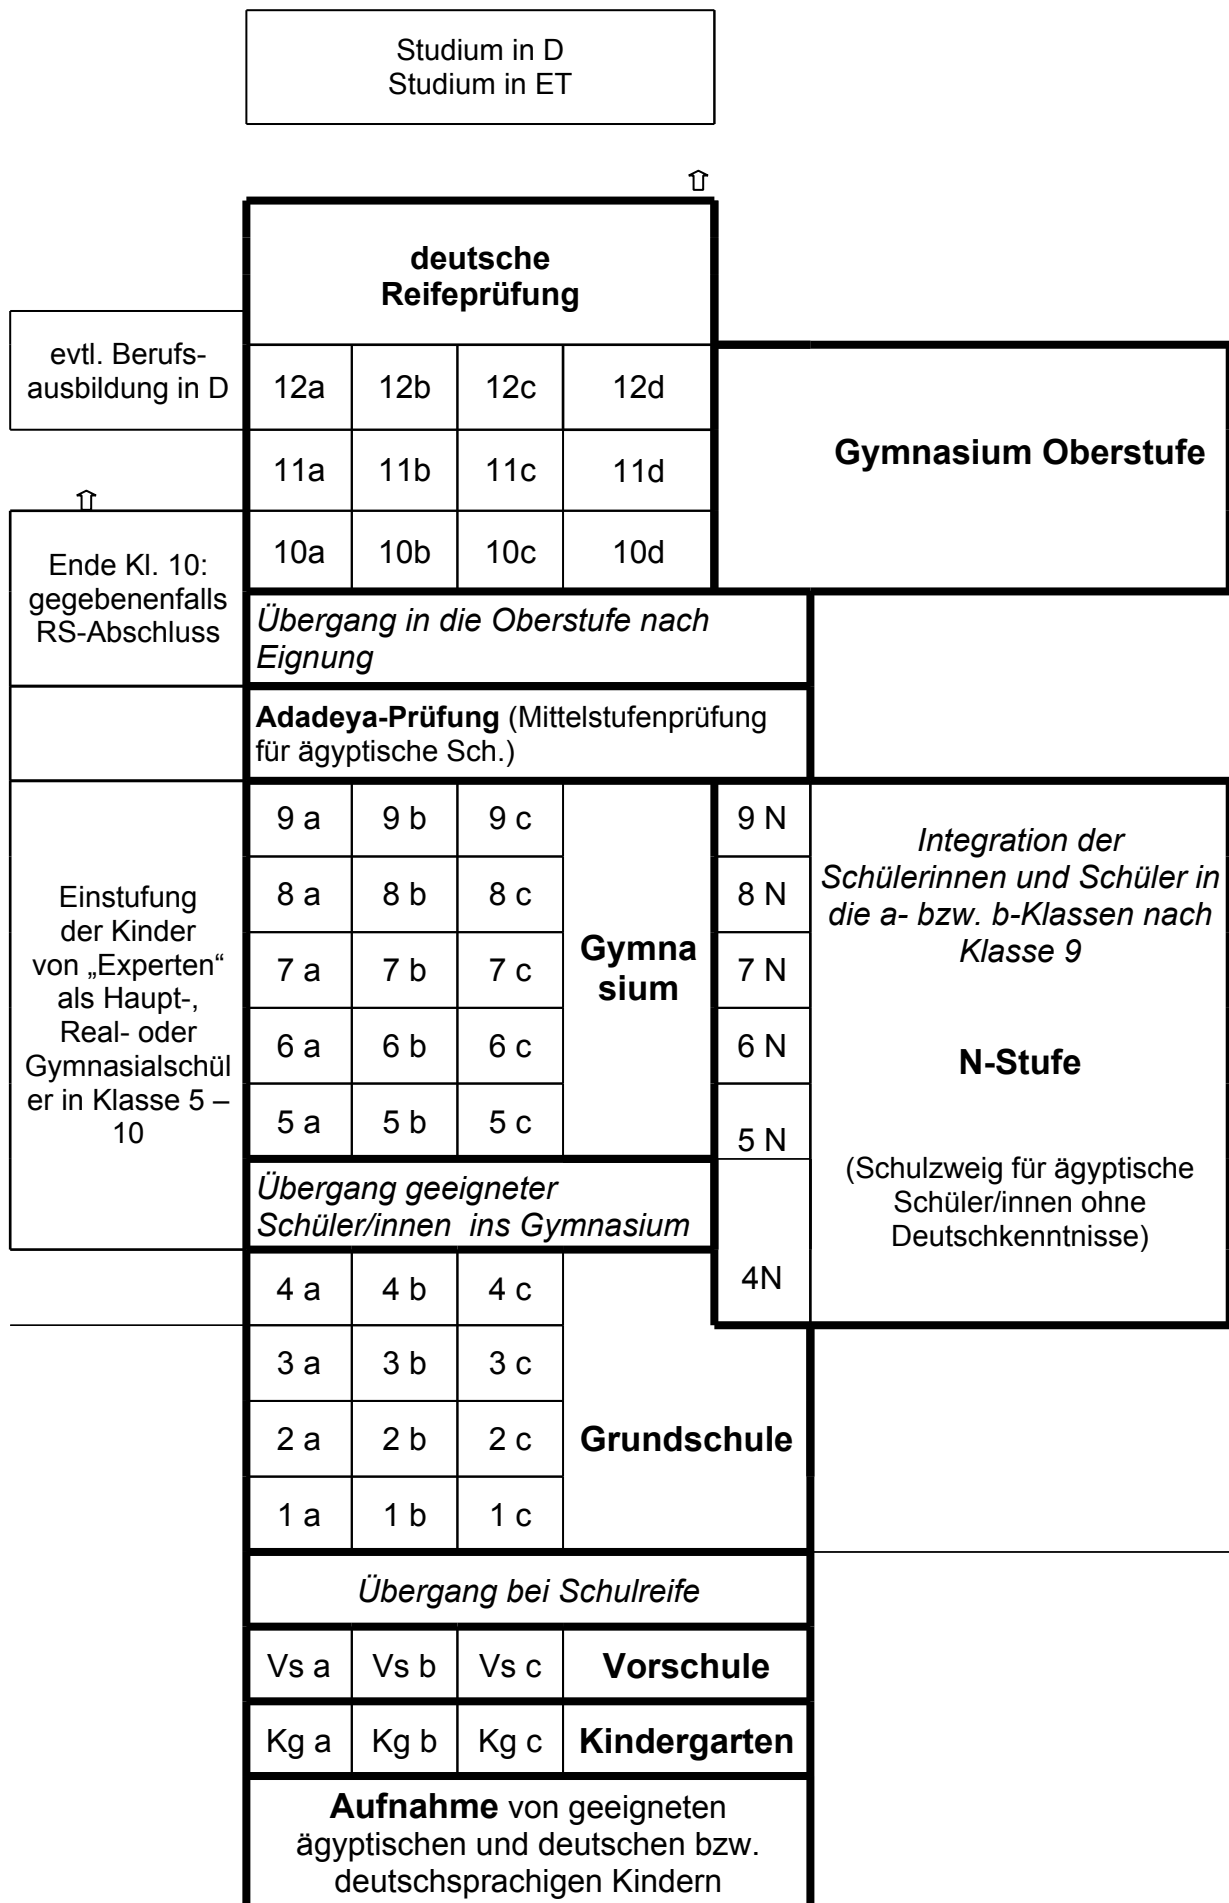 Studium in D
Studium in ET
deutsche
Reifeprüfung
evtl. Berufs-
ausbildung in D
12a 12b 12c 12d
Gymnasium Oberstufe
11a 11b 11c 11d
10a 10b 10c 10d
Ende Kl. 10:
gegebenenfalls
RS-Abschluss
Übergang in die Oberstufe nach
Eignung
Adadeya-Prüfung (Mittelstufenprüfung
für ägyptische Sch.)
Einstufung
der Kinder
von „Experten“
als Haupt-,
Real- oder
Gymnasialschül
er in Klasse 5 –
10
9 a 9 b 9 c
8 a 8 b 8 c
7 a 7 b 7 c
6 a 6 b 6 c
5 a 5 b 5 c
Gymna
sium
9 N
8 N
7 N
6 N
5 N
4N
Integration der
Schülerinnen und Schüler in
die a- bzw. b-Klassen nach
Klasse 9
N-Stufe
(Schulzweig für ägyptische
Schüler/innen ohne
Deutschkenntnisse)
Übergang geeigneter
Schüler/innen ins Gymnasium
4 a 4 b 4 c
3 a 3 b 3 c
2 a 2 b 2 c
1 a 1 b 1 c
Grundschule
Übergang bei Schulreife
Vs a Vs b Vs c Vorschule
Kg a Kg b Kg c Kindergarten
Aufnahme von geeigneten
ägyptischen und deutschen bzw.
deutschsprachigen Kindern